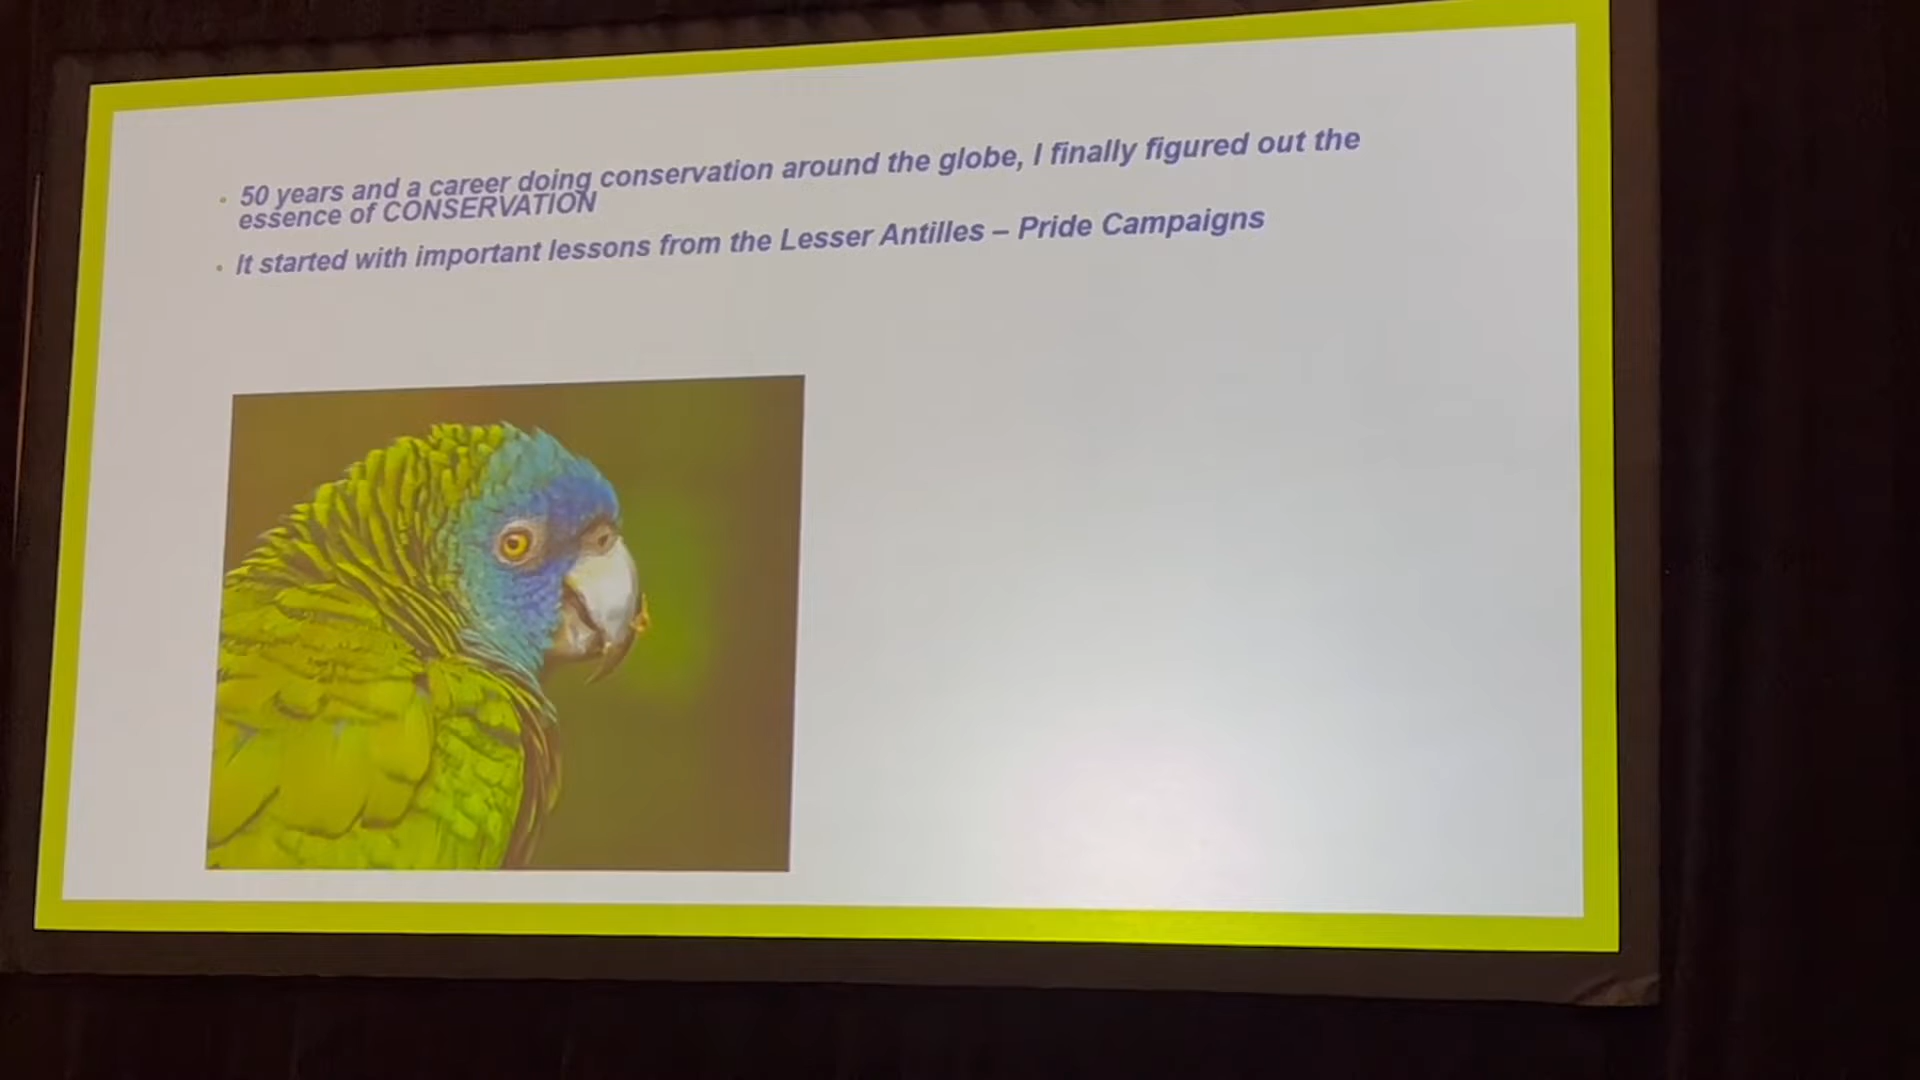 • 50 years and a career doing conservation around the globe, I finally figured out the
essence of CONSERVATION
• It started with important lessons from the Lesser Antilles – Pride Campaigns